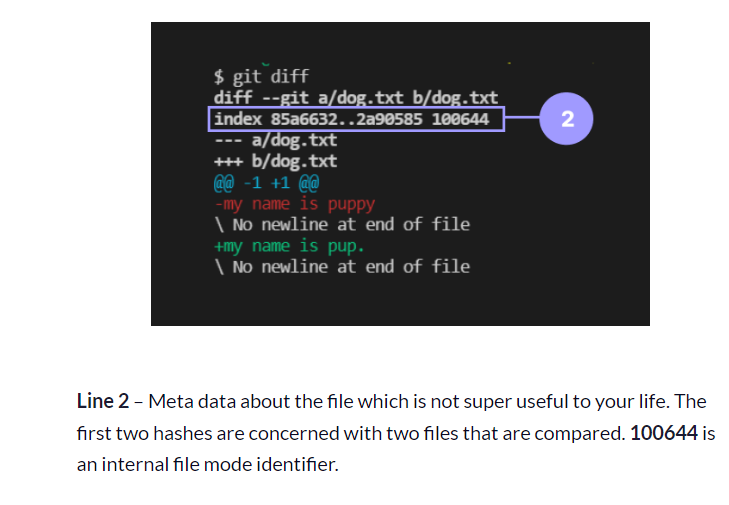 $ git diff
diff --git a/dog.txt b/dog.txt
index 85a6632..2a90585 100644
2
--- a/dog.txt
+++ b/dog.txt
@@ -1 +1 @@
-my name is puppy
\ No newline at end of file
+my name is pup.
\ No newline at end of file
Line 2 – Meta data about the file which is not super useful to your life. The
first two hashes are concerned with two files that are compared. 100644 is
an internal file mode identifier.